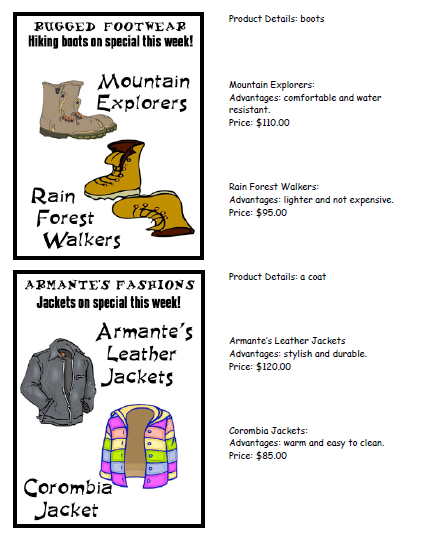 RUGGED FOOTWEAR
Hiking boots on special this week!
Mountain
Explorers
Rain
Forest
Walkers
Product Details: boots
Mountain Explorers:
Advantages: comfortable and water
resistant.
Price: $110.00
Rain Forest Walkers:
Advantages: lighter and not expensive.
Price: $95.00
ARMANTE'S FASHIONS
Jackets on special this week!
Armante's
Leather
Jackets
Corombia
Jacket
Product Details: a coat
Armante's Leather Jackets
Advantages: stylish and durable.
Price: $120.00
Corombia Jackets:
Advantages: warm and easy to clean.
Price: $85.00